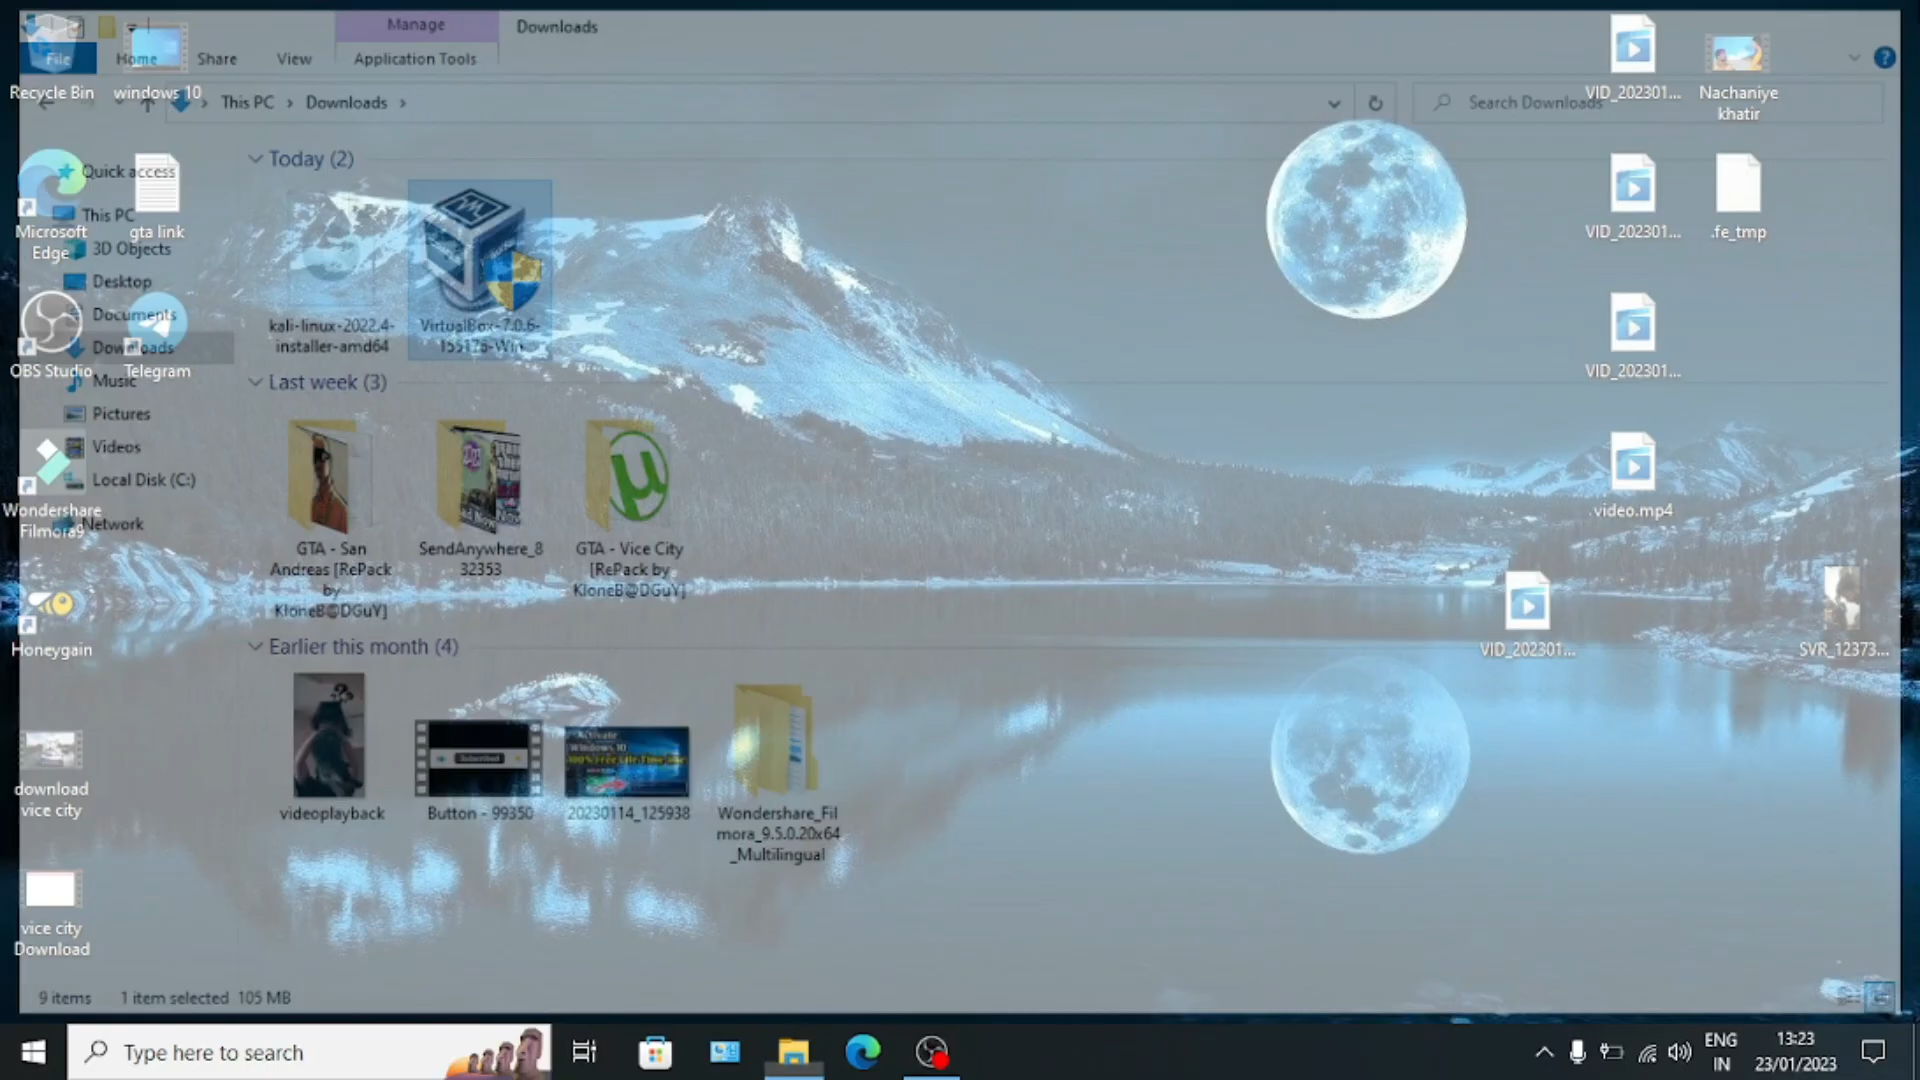 Manage
Downloads
File
Home
Share
View
Application Tools
Recycle Bin
windows 10
This PC
Downloads
Search Downloads
VID_202301...
Nachaniye
khatir
Today (2)
Quick access
This PC
gta link
Microsoft
Edge
3D Objects
Desktop
Documents
Downloads
OBS Studio
Telegram
Music
Pictures
Videos
Local Disk (C:)
Wondershare
Filmora9
Network
Honeygain
download
vice city
vice city
Download
kali-linux-2022.4-
installer-amd64
VirtualBox-7.0.6-
155176-Win
Last week (3)
GTA - San
Andreas [RePack
by
KloneB@DGuY]
SendAnywhere_8
32353
GTA - Vice City
[RePack by
KloneB@DGuY]
Earlier this month (4)
videoplayback
Button - 99350
Activate
Windows 10
20230114_125938
Wondershare_Fil
mora_9.5.0.20x64
_Multilingual
VID_202301...
.fe_tmp
VID_202301...
video.mp4
VID_202301...
SVR_12373...
9 items
1 item selected 105 MB
Type here to search
ENG
IN
13:23
23/01/2023